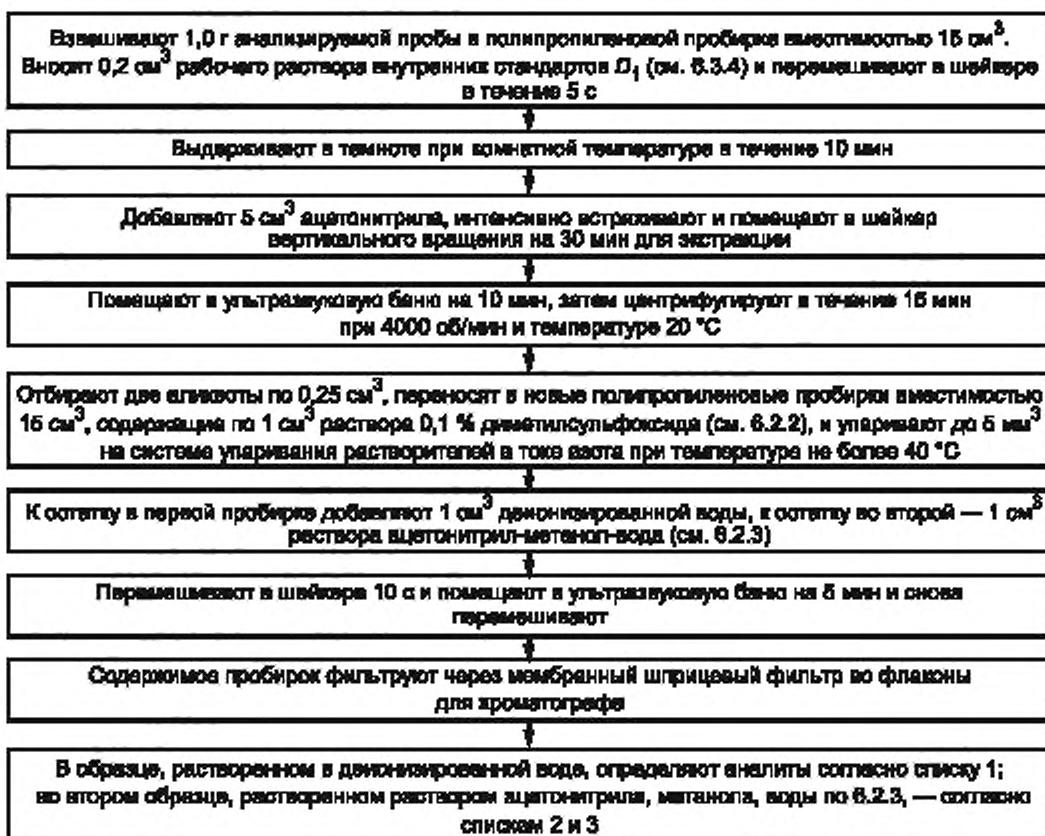 Взвешивают 1,0 г анализируемой пробы в полипропиленовой пробирке вместимостью 15 см³.
Вносят 0,2 см³ рабочего раствора внутренних стандартов D₁ (см. 6.3.4) и перемешивают в шейкере
в течение 5 с
Выдерживают в темноте при комнатной температуре в течение 10 мин
Добавляют 5 см³ ацетонитрила, интенсивно встряхивают и помещают в шейкер
вертикального вращения на 30 мин для экстракции
Помещают в ультразвуковую баню на 10 мин, затем центрифугируют в течение 15 мин
при 4000 об/мин и температуре 20 °С
Отбирают две аликвоты по 0,25 см³, переносят в новые полипропиленовые пробирки вместимостью
15 см³, содержащие по 1 см³ раствора 0,1 % диметилсульфоксида (см. 6.2.2), и упаривают до 5 мм³
на системе упаривания растворителей в токе азота при температуре не более 40 °С
К остатку в первой пробирке добавляют 1 см³ деионизированной воды, к остатку во второй — 1 см³
раствора ацетонитрил-метанол-вода (см. 6.2.3)
Перемешивают в шейкере 10 с и помещают в ультразвуковую баню на 5 мин и снова
перемешивают
Содержимое пробирок фильтруют через мембранный шприцевый фильтр во флаконы
для хроматографа
В образце, растворенном в деионизированной воде, определяют аналиты согласно списку 1;
во втором образце, растворенном раствором ацетонитрила, метанола, воды по 6.2.3, — согласно
спискам 2 и 3